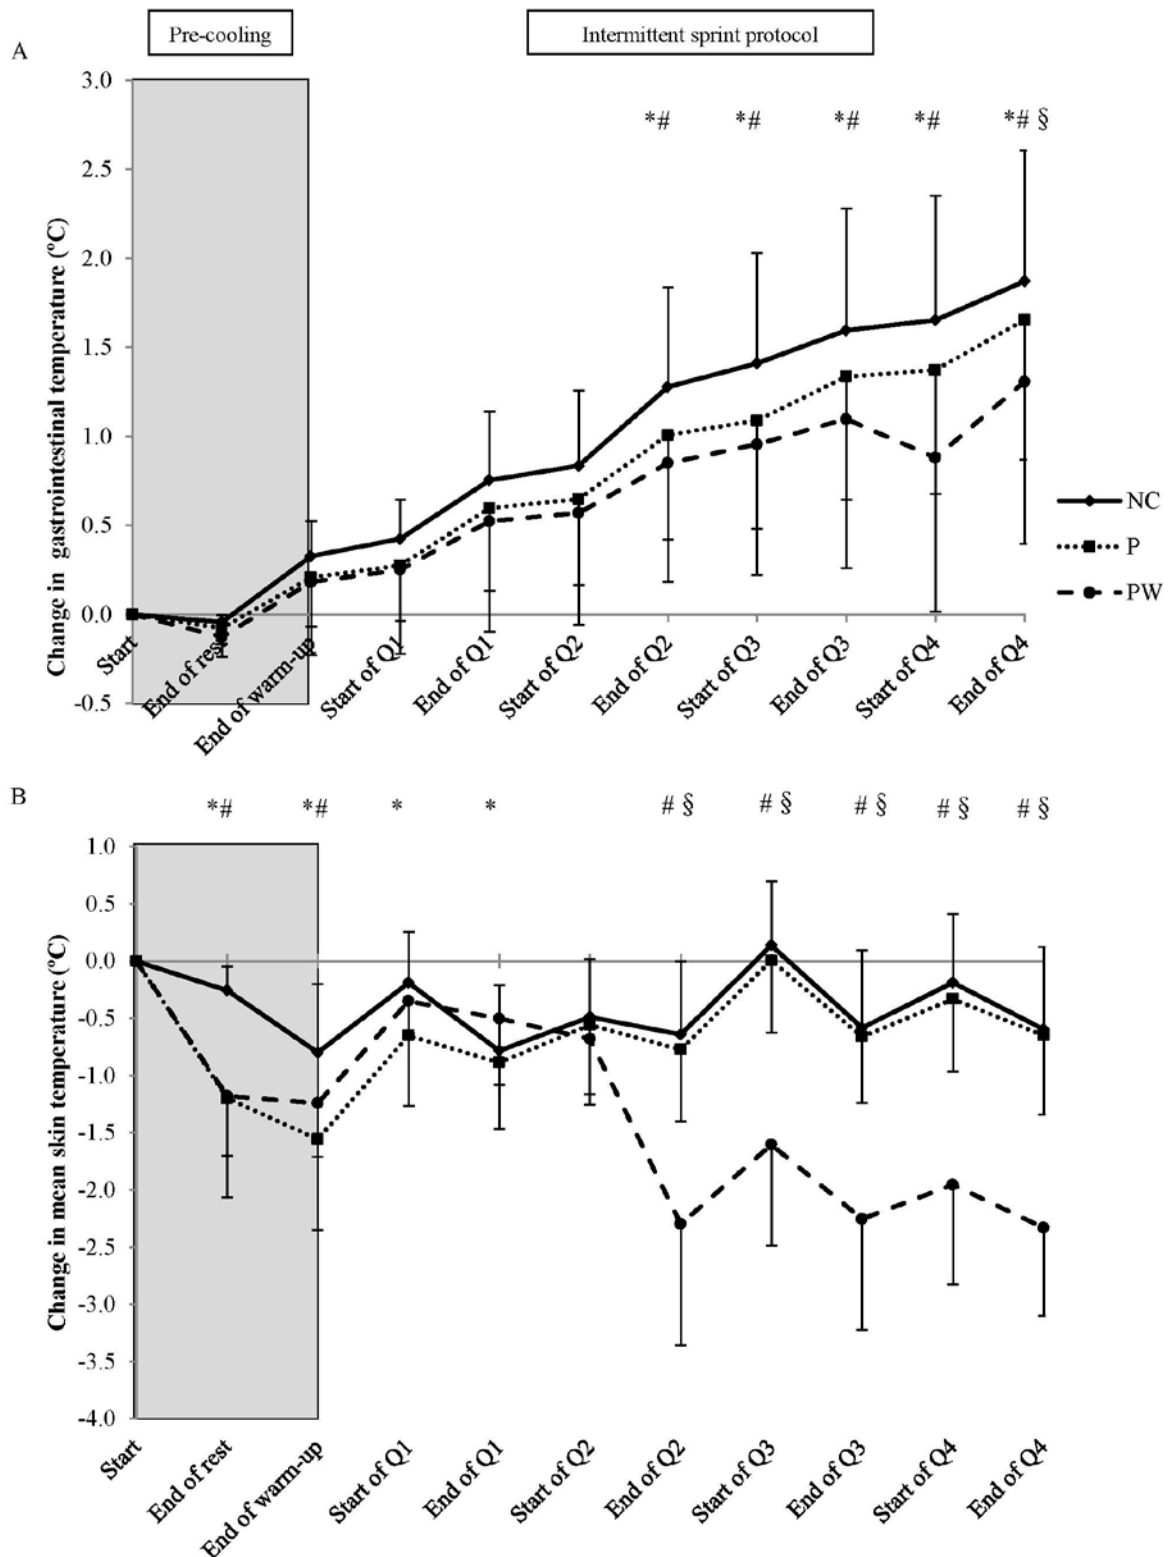 Pre-cooling
Intermittent sprint protocol
A
3.0
2.5
2.0
1.5
1.0
0.5
0.0
-0.5
Change in gastrointestinal temperature (ºC)
*#
*#
*#
*#
*# §
Start
End of rest
End of warm-up
Start of Q1
End of Q1
Start of Q2
End of Q2
Start of Q3
End of Q3
Start of Q4
End of Q4
NC
P
PW
B
*#
*#
*
*
# §
# §
# §
# §
# §
1.0
0.5
0.0
-0.5
-1.0
-1.5
-2.0
-2.5
-3.0
-3.5
-4.0
Change in mean skin temperature (ºC)
Start
End of rest
End of warm-up
Start of Q1
End of Q1
Start of Q2
End of Q2
Start of Q3
End of Q3
Start of Q4
End of Q4